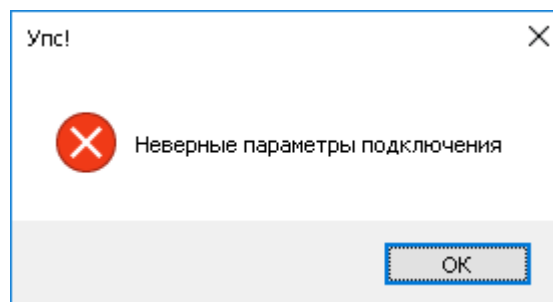 Упс!
Неверные параметры подключения
ОК